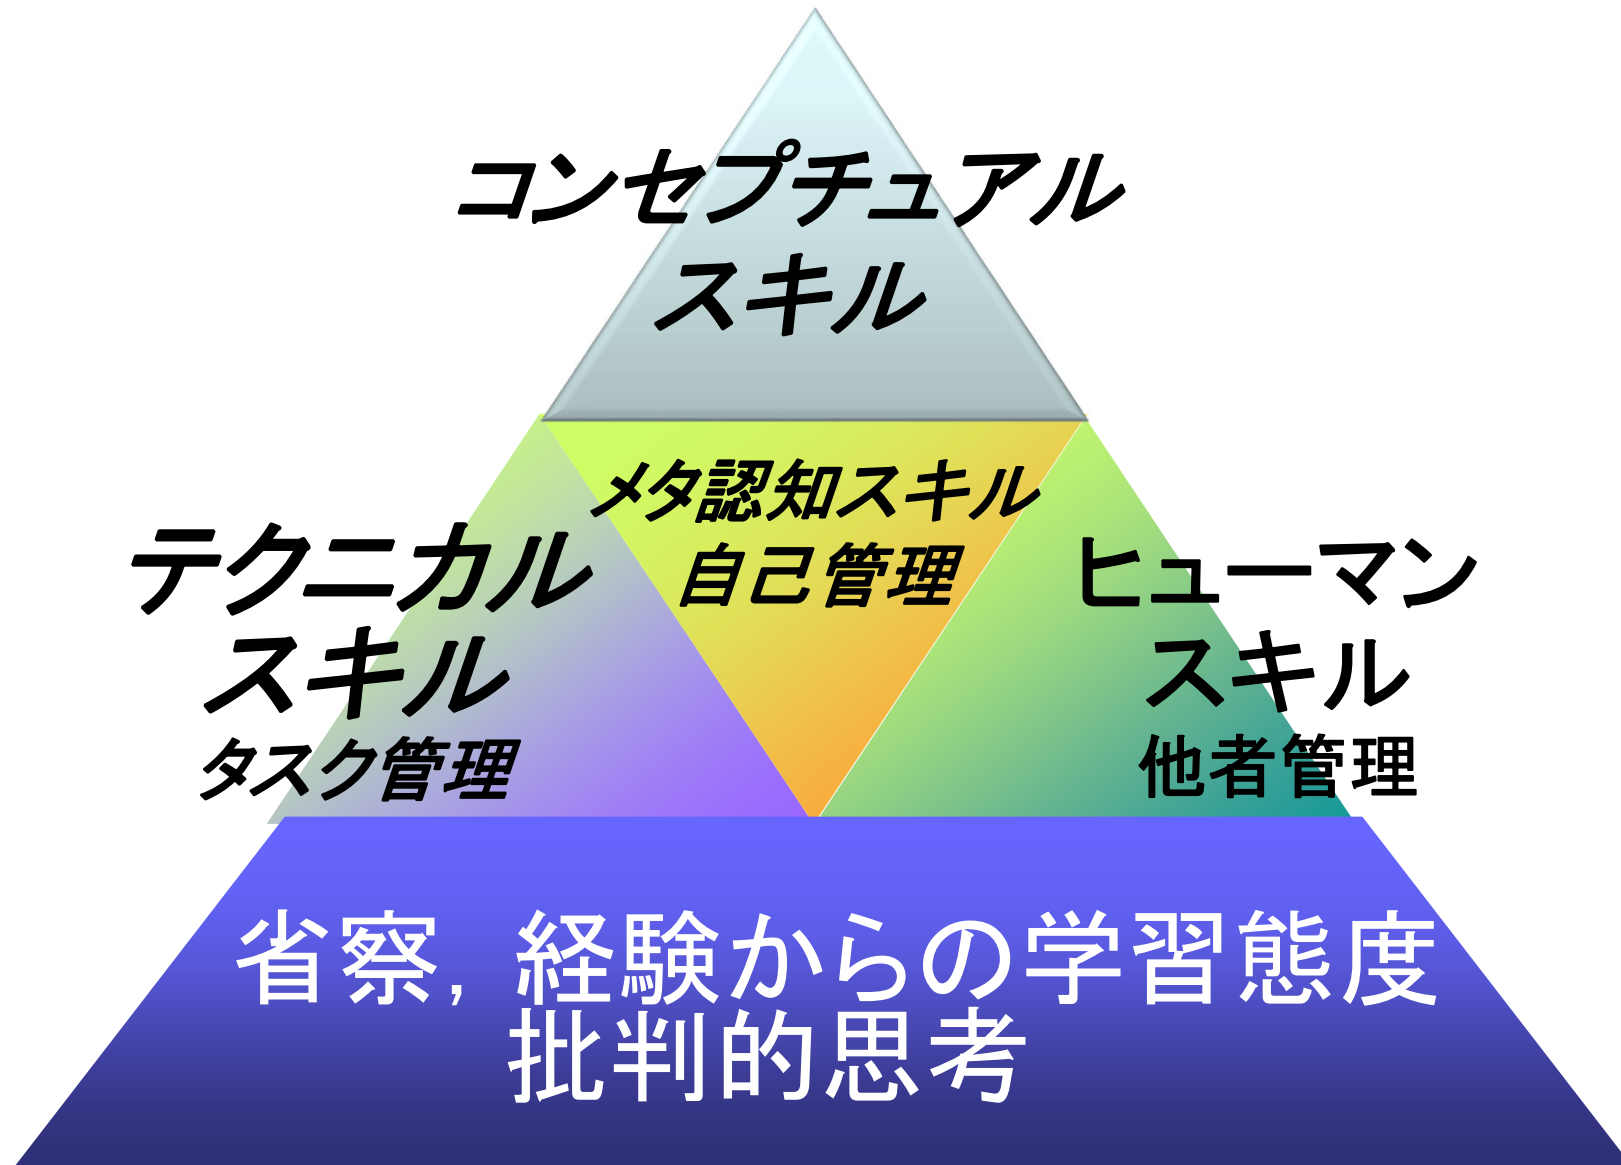 コンセプチュアル
スキル
メタ認知スキル
自己管理
テクニカル
スキル
タスク管理
ヒューマン
スキル
他者管理
省察，経験からの学習態度
批判的思考